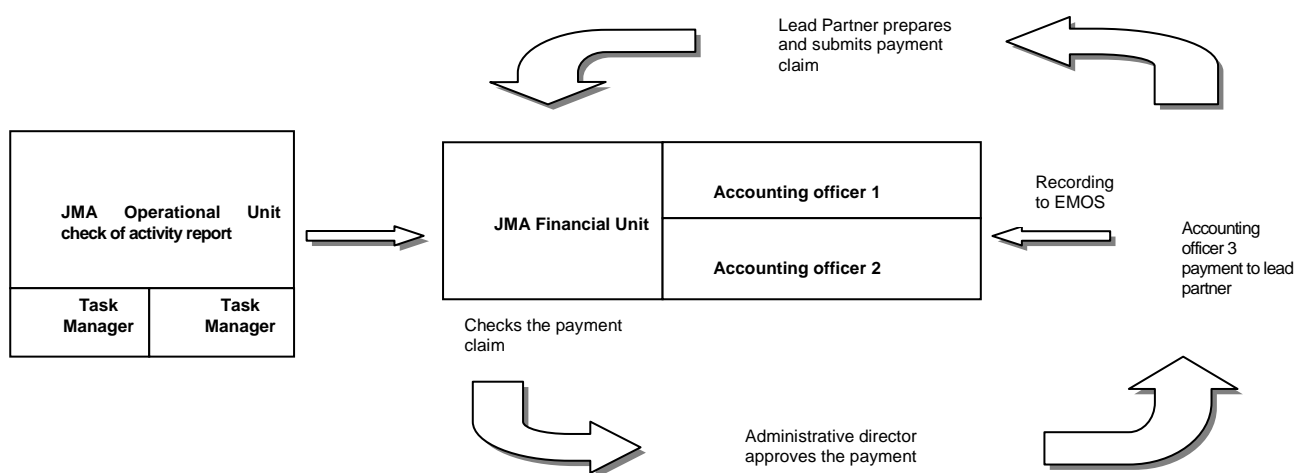 Lead Partner prepares
and submits payment
claim
JMA Operational Unit
check of activity report
Task
Manager
Task
Manager
JMA Financial Unit
Accounting officer 1
Accounting officer 2
Recording
to EMOS
Accounting
officer 3
payment to lead
partner
Checks the payment
claim
Administrative director
approves the payment